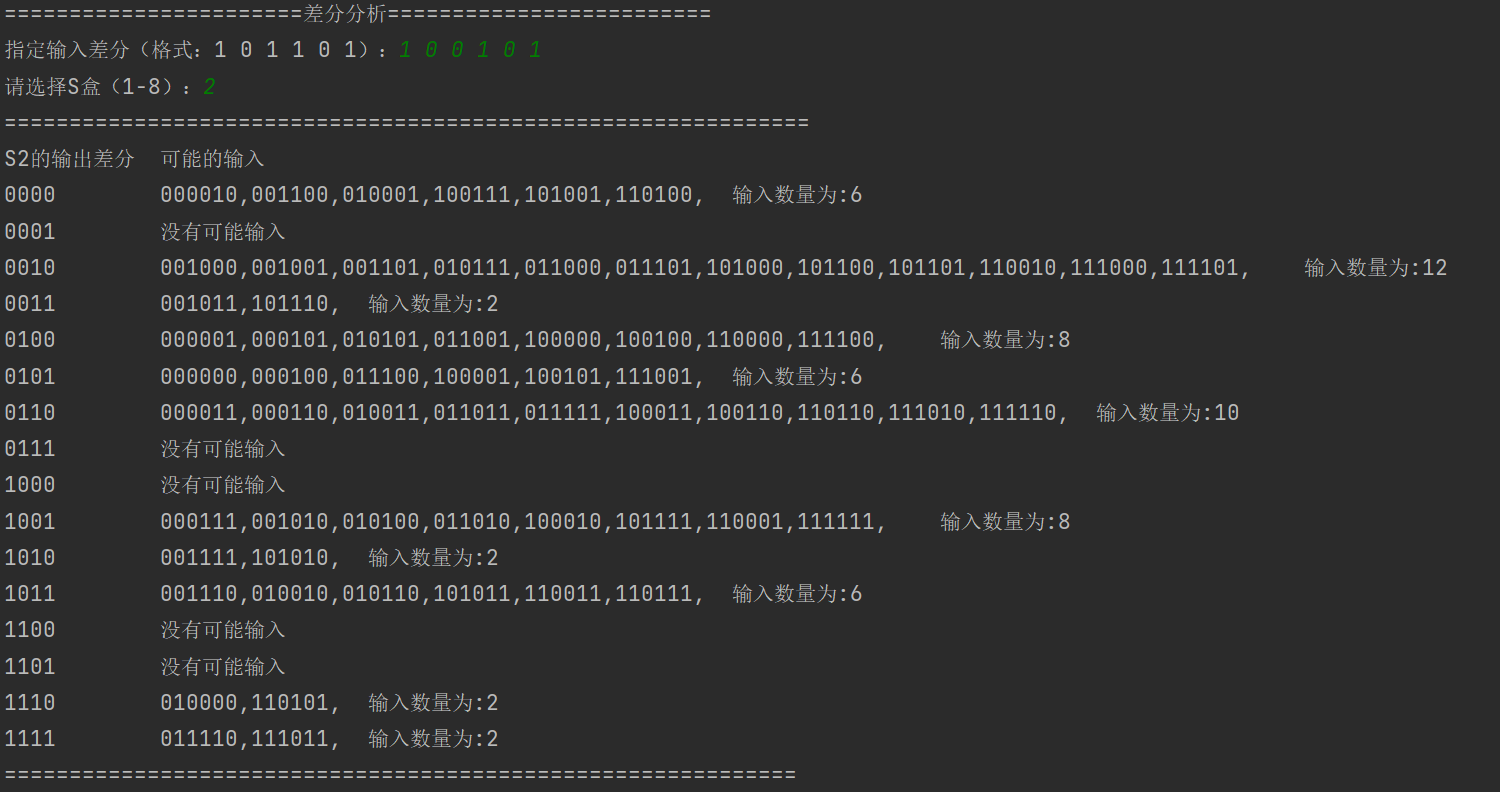 =======================差分分析=========================
指定输入差分（格式：1 0 1 1 0 1）：1 0 0 1 0 1
请选择S盒（1-8）：2
==============================================================
S2的输出差分  可能的输入
0000        000010,001100,010001,100111,101001,110100,  输入数量为:6
0001        没有可能输入
0010        001000,001001,001101,010111,011000,011101,101000,101100,101101,110010,111000,111101,    输入数量为:12
0011        001011,101110,  输入数量为:2
0100        000001,000101,010101,011001,100000,100100,110000,111100,    输入数量为:8
0101        000000,000100,011100,100001,100101,111001,  输入数量为:6
0110        000011,000110,010011,011011,011111,100011,100110,110110,111010,111110,  输入数量为:10
0111        没有可能输入
1000        没有可能输入
1001        000111,001010,010100,011010,100010,101111,110001,111111,    输入数量为:8
1010        001111,101010,  输入数量为:2
1011        001110,010010,010110,101011,110011,110111,  输入数量为:6
1100        没有可能输入
1101        没有可能输入
1110        010000,110101,  输入数量为:2
1111        011110,111011,  输入数量为:2
=============================================================